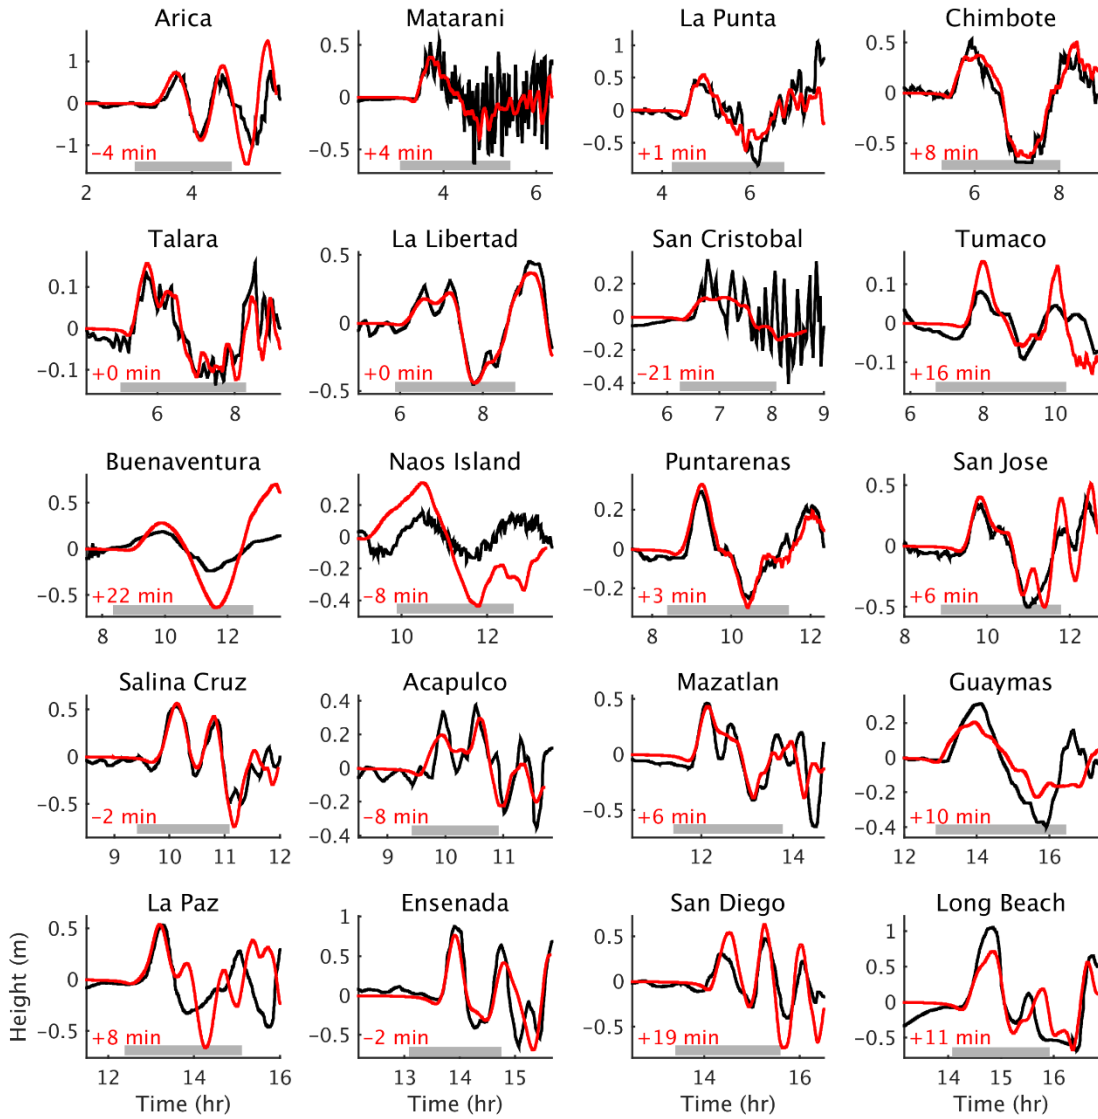 Arica Matarani La Punta Chimbote
1 0 −1
0.5 0 −0.5
1 0.5 0 −0.5
0.5 0 −0.5
−4 min +4 min +1 min +8 min
2 4 4 6 4 6 6 8
Talara La Libertad San Cristobal Tumaco
0.1 0 −0.1
0.5 0 −0.5
0.4 0.2 0 −0.2 −0.4
0.1 0 −0.1
+0 min +0 min −21 min +16 min
6 8 6 8 6 7 8 9 6 8 10
Buenaventura Naos Island Puntarenas San Jose
0.5 0 −0.5
0.2 0 −0.2 −0.4
0.2 0 −0.2
0.5 0 −0.5
+22 min −8 min +3 min +6 min
8 10 12 10 12 8 10 12 8 10 12
Salina Cruz Acapulco Mazatlan Guaymas
0.5 0 −0.5
0.4 0.2 0 −0.2 −0.4
0.5 0 −0.5
0.2 0 −0.2 −0.4
−2 min −8 min +6 min +10 min
9 10 11 12 9 10 11 12 14 12 14 16
La Paz Ensenada San Diego Long Beach
Height (m)
0.5 0 −0.5
1 0.5 0 −0.5
0.5 0 −0.5
1 0.5 0 −0.5
+8 min −2 min +19 min +11 min
12 14 16 13 14 15 14 16 14 15 16
Time (hr) Time (hr) Time (hr) Time (hr)